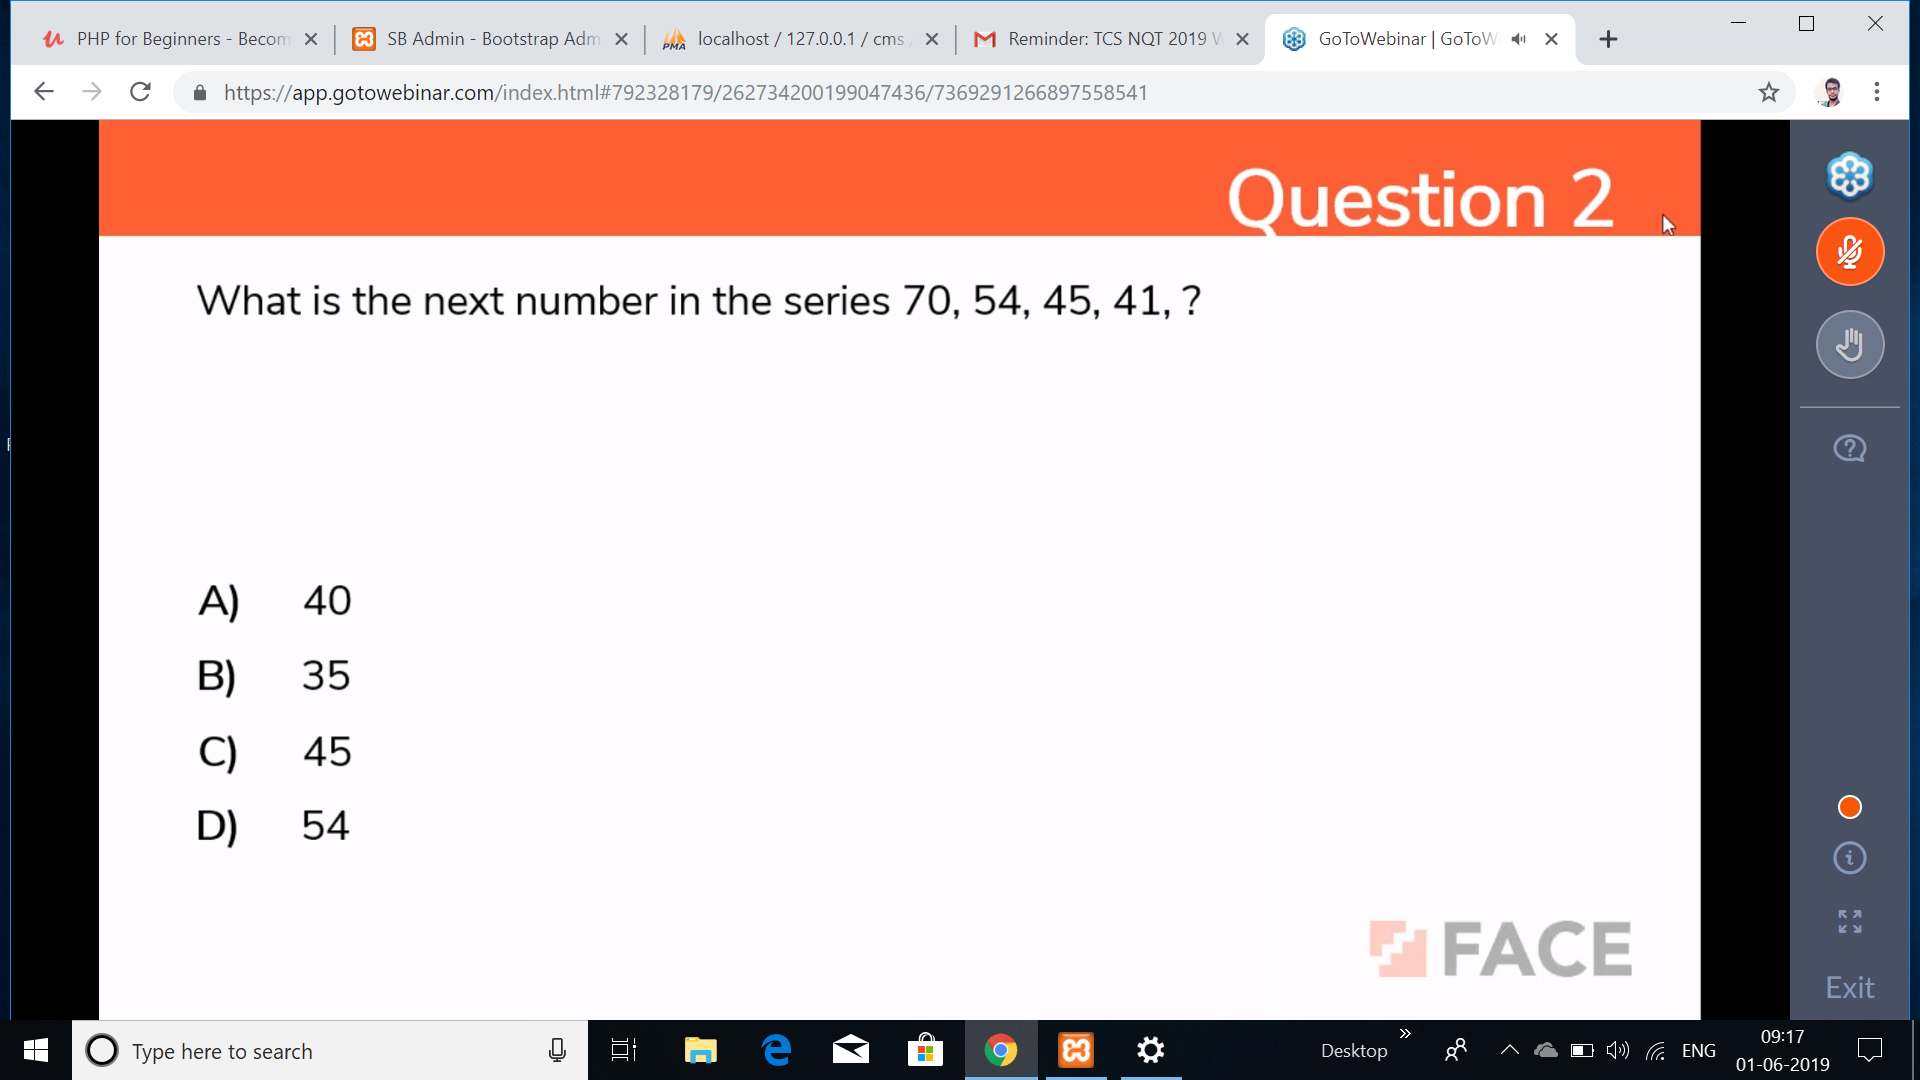 PHP for Beginners - Becom
SB Admin - Bootstrap Adm
localhost / 127.0.0.1 / cms
Reminder: TCS NQT 2019 W
GoToWebinar | GoToW
https://app.gotowebinar.com/index.html#792328179/262734200199047436/7369291266897558541
Question 2
What is the next number in the series 70, 54, 45, 41, ?
A) 40
B) 35
C) 45
D) 54
FACE
Exit
Type here to search
Desktop
ENG
09:17
01-06-2019